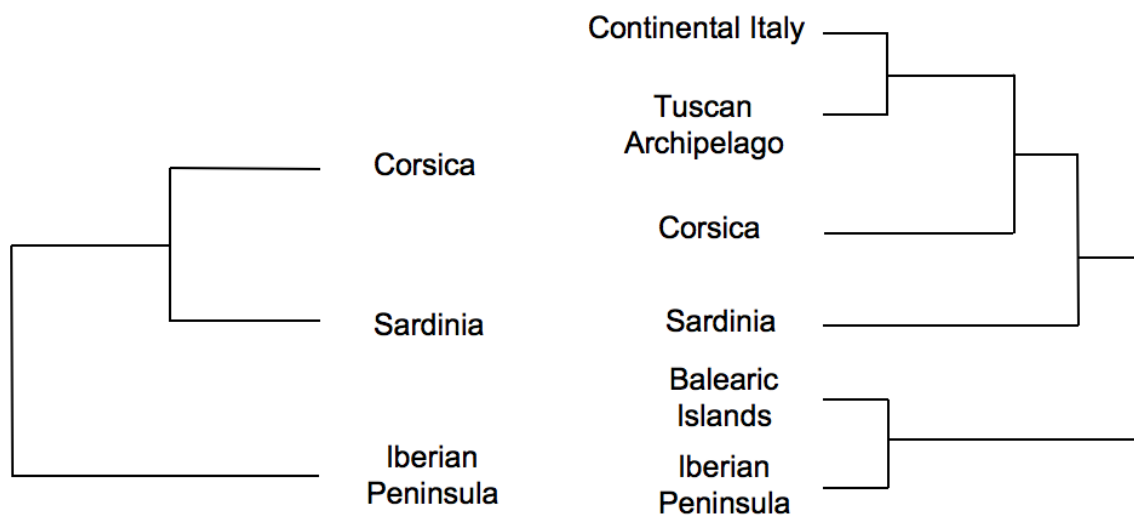 Corsica
Sardinia
Iberian
Peninsula
Continental Italy
Tuscan
Archipelago
Corsica
Sardinia
Balearic
Islands
Iberian
Peninsula